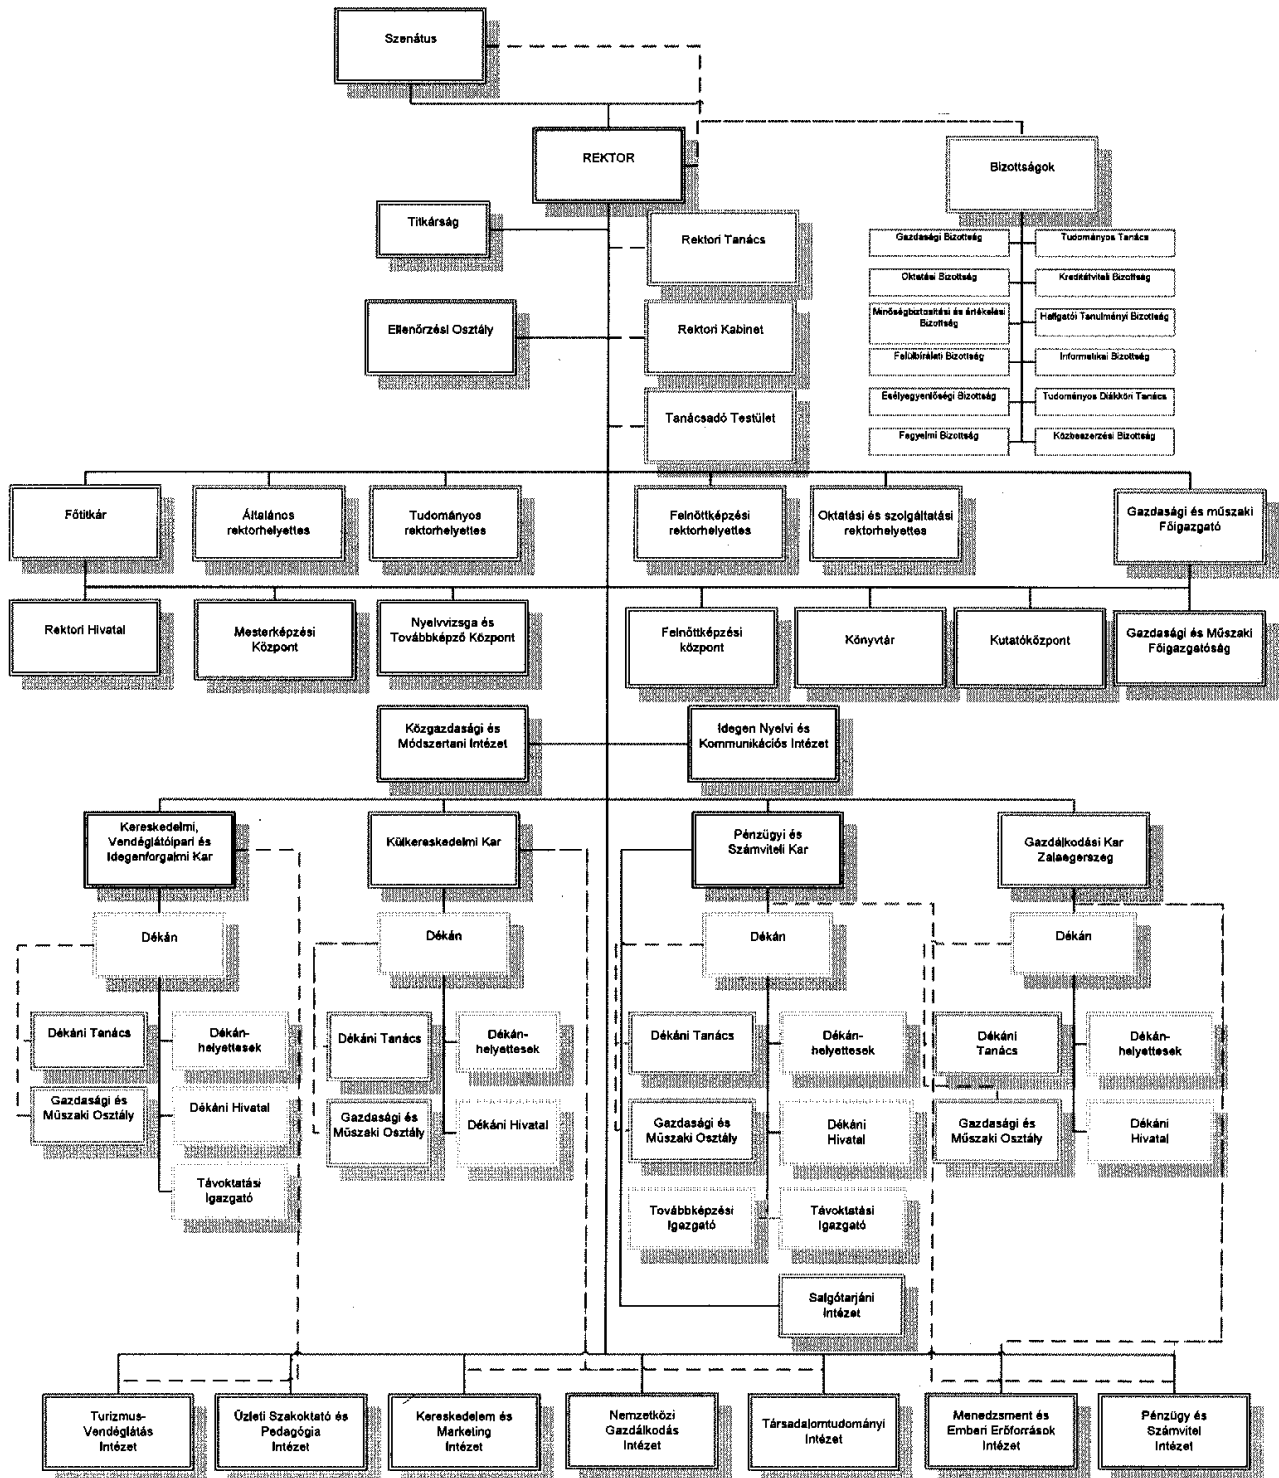 Szenátus
REKTOR
Bizottságok
Titkárság
Rektori Tanács
Gazdasági Bizottság
Tudományos Tanács
Oktatási Bizottság
Kreditátviteli Bizottság
Ellenőrzési Osztály
Rektori Kabinet
Minőségbiztosítási és értékelési
Bizottság
Hallgatói Tanulmányi Bizottság
Felülbírálati Bizottság
Informatikai Bizottság
Tanácsadó Testület
Esélyegyenlőségi Bizottság
Tudományos Diákköri Tanács
Fegyelmi Bizottság
Közbeszerzési Bizottság
Főtitkár
Általános
rektorhelyettes
Tudományos
rektorhelyettes
Felnőttképzési
rektorhelyettes
Oktatási és szolgáltatási
rektorhelyettes
Gazdasági és műszaki
Főigazgató
Rektori Hivatal
Mesterképzési
Központ
Nyelvvizsga és
Továbbképző Központ
Felnőttképzési
központ
Könyvtár
Kutatóközpont
Gazdasági és Műszaki
Főigazgatóság
Közgazdasági és
Módszertani Intézet
Idegen Nyelvi és
Kommunikációs Intézet
Kereskedelmi,
Vendéglátóipari és
Idegenforgalmi Kar
Külkereskedelmi Kar
Pénzügyi és
Számviteli Kar
Gazdálkodási Kar
Zalaegerszeg
Dékán
Dékán
Dékán
Dékán
Dékáni Tanács
Dékán-
helyettesek
Dékáni Tanács
Dékán-
helyettesek
Dékáni Tanács
Dékán-
helyettesek
Dékáni
Tanács
Dékán-
helyettesek
Gazdasági és
Műszaki Osztály
Dékáni Hivatal
Gazdasági és
Műszaki Osztály
Dékáni Hivatal
Gazdasági és
Műszaki Osztály
Dékáni
Hivatal
Gazdasági és
Műszaki Osztály
Dékáni
Hivatal
Távoktatási
Igazgató
Továbbképzési
Igazgató
Távoktatási
Igazgató
Salgótarjáni
Intézet
Turizmus-
Vendéglátás
Intézet
Üzleti Szakoktató és
Pedagógia
Intézet
Kereskedelem és
Marketing
Intézet
Nemzetközi
Gazdálkodás
Intézet
Társadalomtudományi
Intézet
Menedzsment és
Emberi Erőforrások
Intézet
Pénzügy és
Számvitel
Intézet